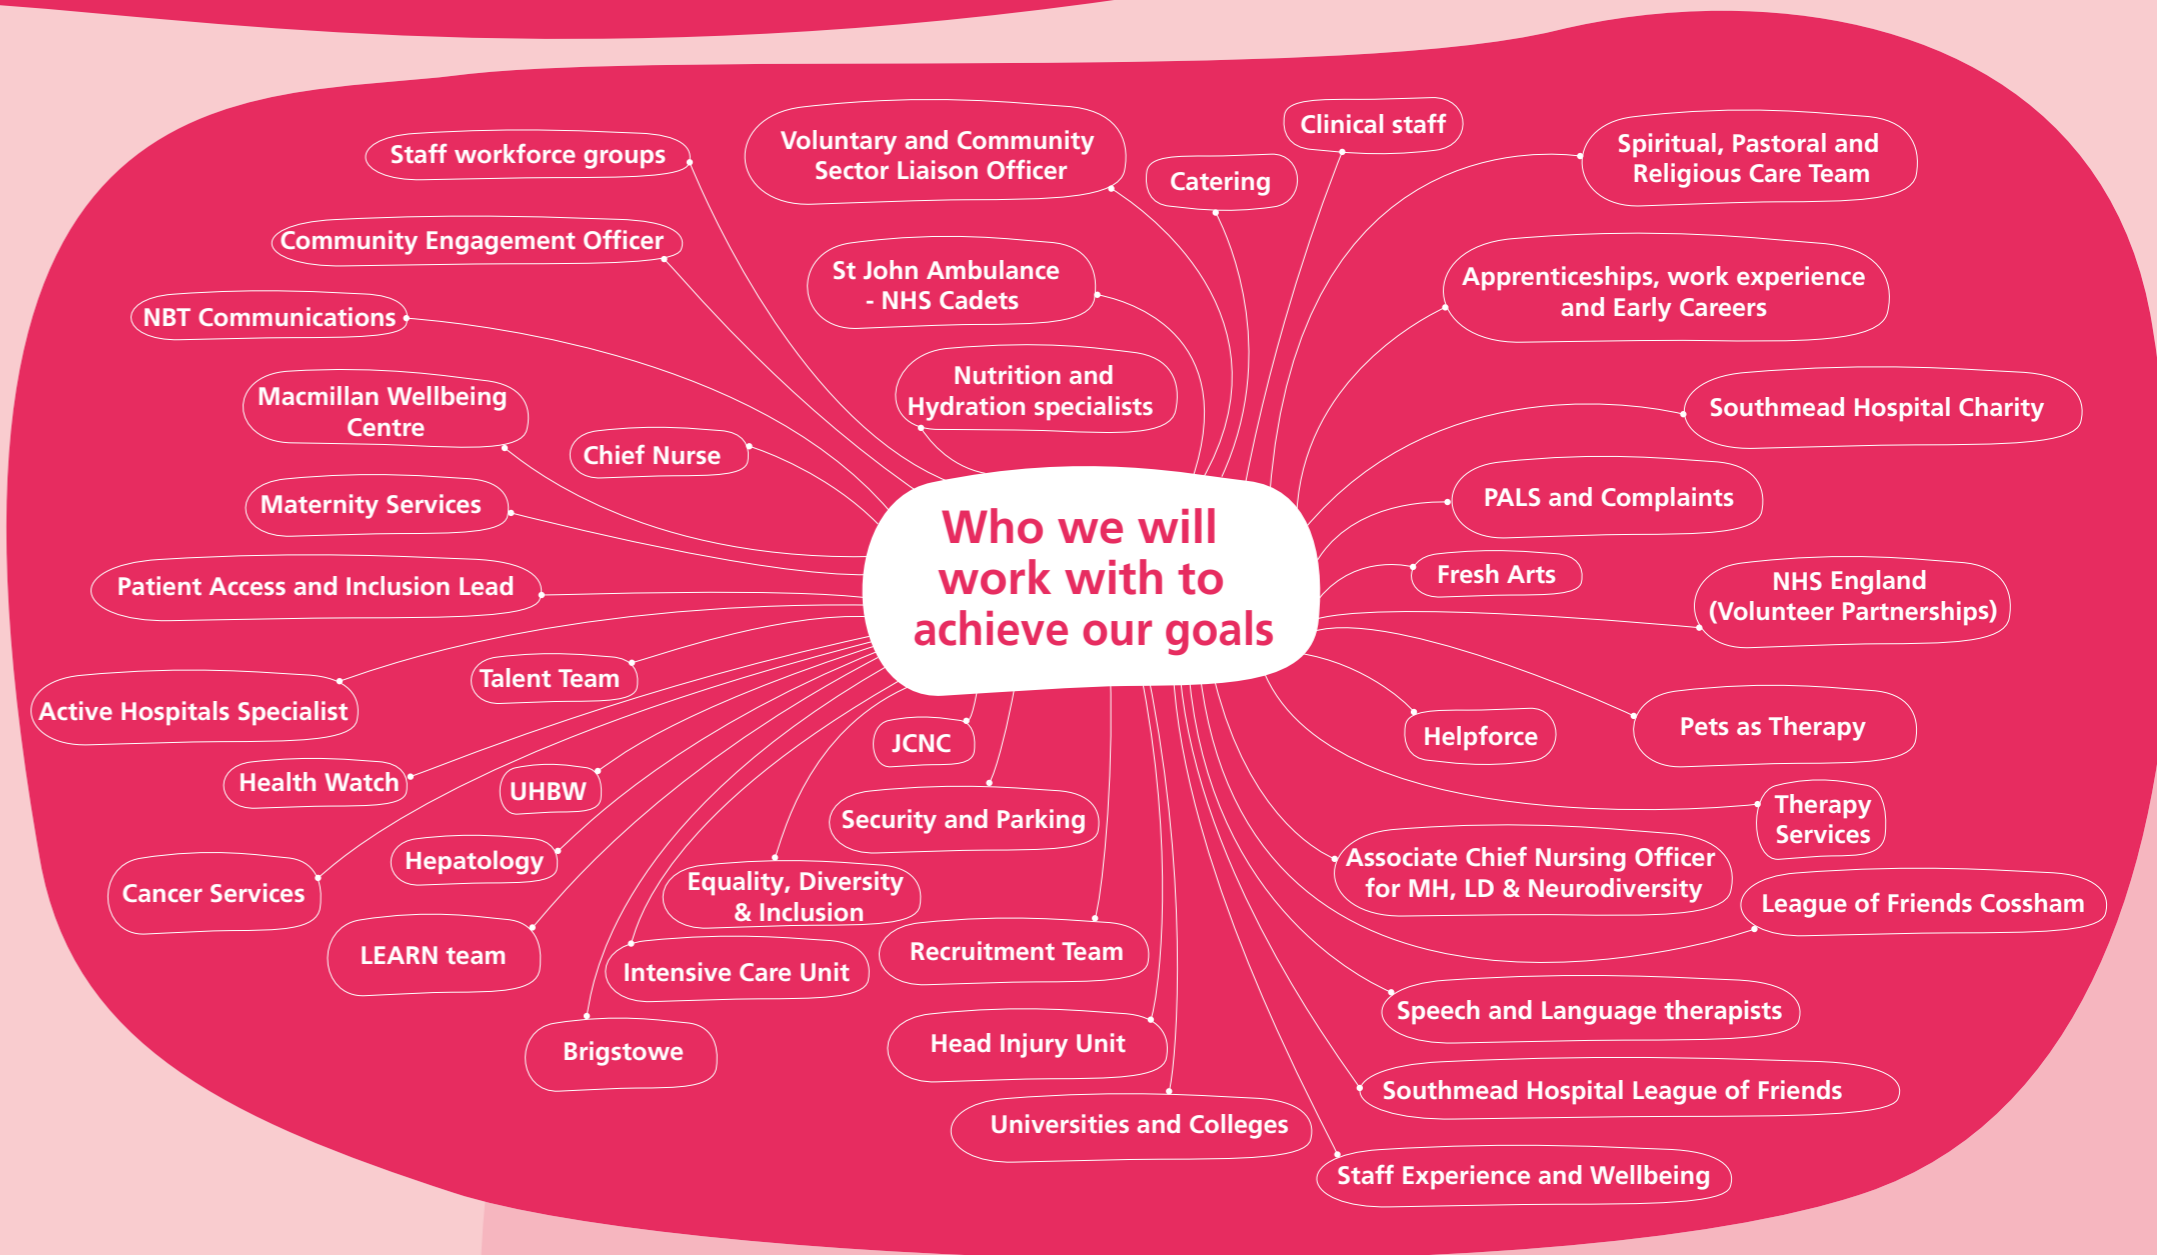 Clinical staff
Voluntary and Community
Sector Liaison Officer
Spiritual, Pastoral and
Religious Care Team
Staff workforce groups
Catering
Community Engagement Officer
St John Ambulance
- NHS Cadets
Apprenticeships, work experience
and Early Careers
NBT Communications
Nutrition and
Hydration specialists
Macmillan Wellbeing
Centre
Southmead Hospital Charity
Chief Nurse
PALS and Complaints
Maternity Services
Who we will
work with to
achieve our goals
Fresh Arts
NHS England
(Volunteer Partnerships)
Patient Access and Inclusion Lead
Talent Team
Active Hospitals Specialist
Pets as Therapy
Helpforce
JCNC
Health Watch
UHBW
Therapy
Services
Security and Parking
Hepatology
Associate Chief Nursing Officer
for MH, LD & Neurodiversity
Cancer Services
Equality, Diversity
& Inclusion
League of Friends Cossham
LEARN team
Recruitment Team
Intensive Care Unit
Speech and Language therapists
Brigstowe
Head Injury Unit
Southmead Hospital League of Friends
Universities and Colleges
Staff Experience and Wellbeing